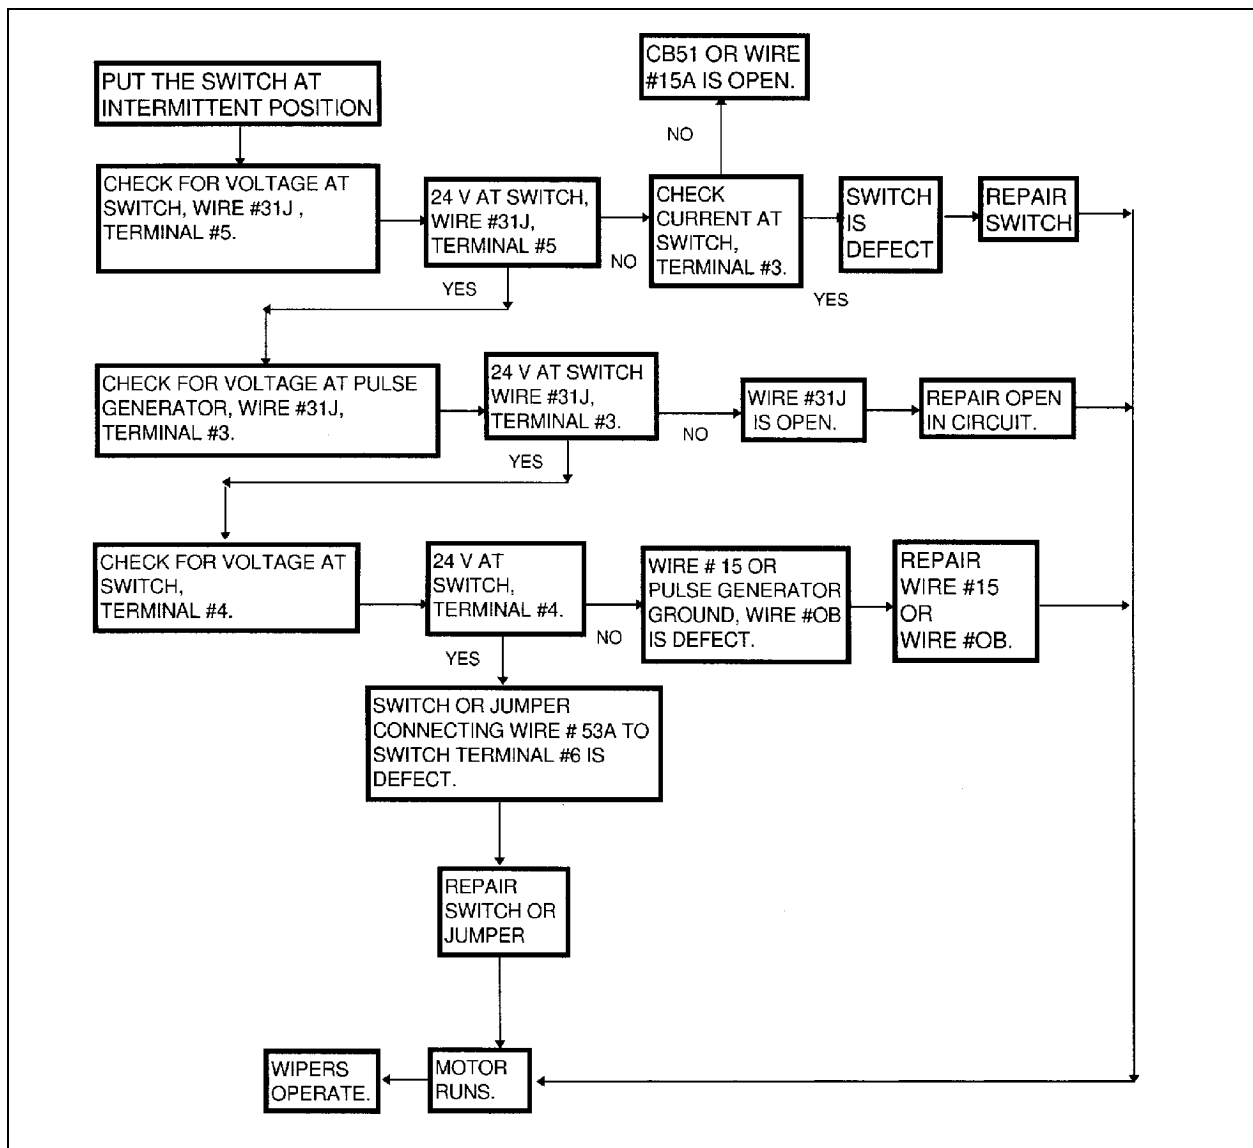 CB51 OR WIRE
#15A IS OPEN.
PUT THE SWITCH AT
INTERMITTENT POSITION
NO
CHECK FOR VOLTAGE AT
SWITCH, WIRE #31J ,
TERMINAL #5.
24 V AT SWITCH,
WIRE #31J,
TERMINAL #5
NO
CHECK
CURRENT AT
SWITCH,
TERMINAL #3.
YES
SWITCH
IS
DEFECT
REPAIR
SWITCH
YES
CHECK FOR VOLTAGE AT PULSE
GENERATOR, WIRE #31J,
TERMINAL #3.
24 V AT SWITCH
WIRE #31J,
TERMINAL #3.
NO
WIRE #31J
IS OPEN.
REPAIR OPEN
IN CIRCUIT.
YES
CHECK FOR VOLTAGE AT
SWITCH,
TERMINAL #4.
24 V AT
SWITCH,
TERMINAL #4.
NO
WIRE # 15 OR
PULSE GENERATOR
GROUND, WIRE #OB
IS DEFECT.
REPAIR
WIRE #15
OR
WIRE #OB.
YES
SWITCH OR JUMPER
CONNECTING WIRE # 53A TO
SWITCH TERMINAL #6 IS
DEFECT.
REPAIR
SWITCH OR
JUMPER
WIPERS
OPERATE.
MOTOR
RUNS.